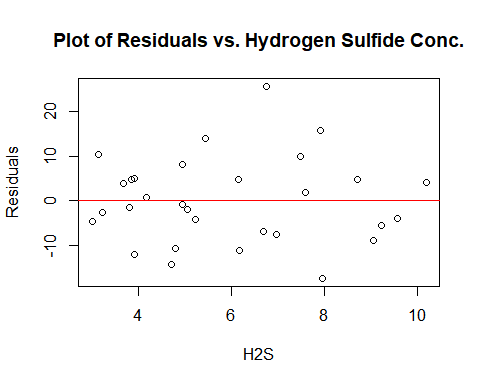 Plot of Residuals vs. Hydrogen Sulfide Conc.
20
10
0
-10
Residuals
4 6 8 10
H2S